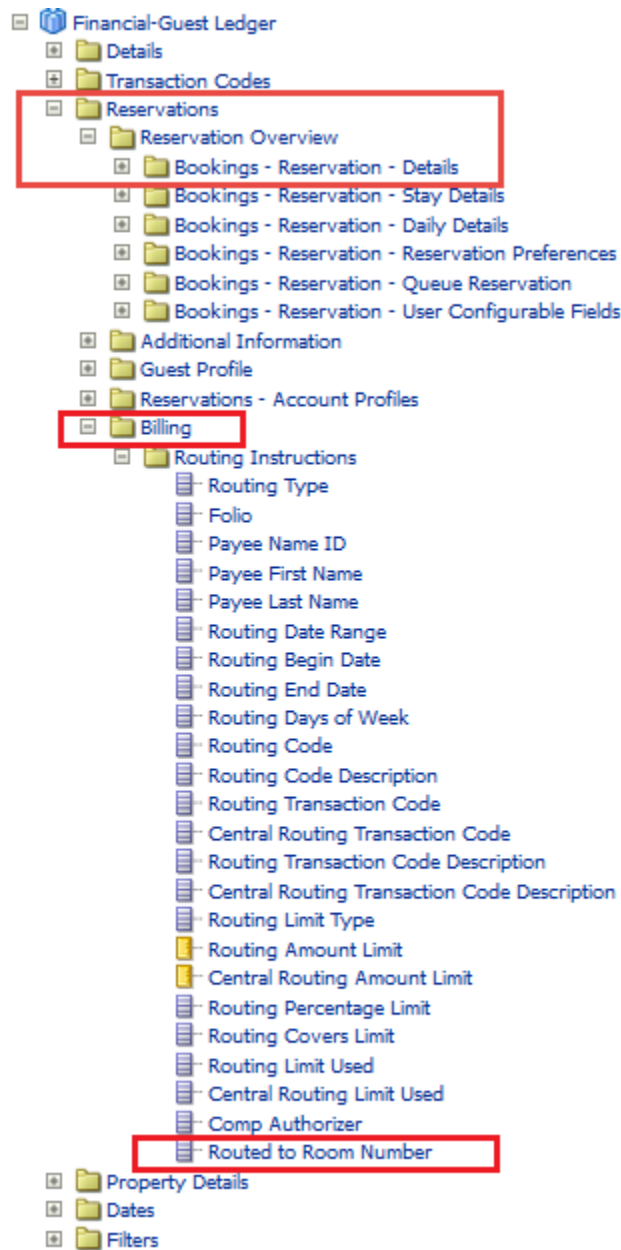 Financial-Guest Ledger
Details
Transaction Codes
Reservations
Reservation Overview
Bookings - Reservation - Details
Bookings - Reservation - Stay Details
Bookings - Reservation - Daily Details
Bookings - Reservation - Reservation Preferences
Bookings - Reservation - Queue Reservation
Bookings - Reservation - User Configurable Fields
Additional Information
Guest Profile
Reservations - Account Profiles
Billing
Routing Instructions
Routing Type
Folio
Payee Name ID
Payee First Name
Payee Last Name
Routing Date Range
Routing Begin Date
Routing End Date
Routing Days of Week
Routing Code
Routing Code Description
Routing Transaction Code
Central Routing Transaction Code
Routing Transaction Code Description
Central Routing Transaction Code Description
Routing Limit Type
Routing Amount Limit
Central Routing Amount Limit
Routing Percentage Limit
Routing Covers Limit
Routing Limit Used
Central Routing Limit Used
Comp Authorizer
Routed to Room Number
Property Details
Dates
Filters